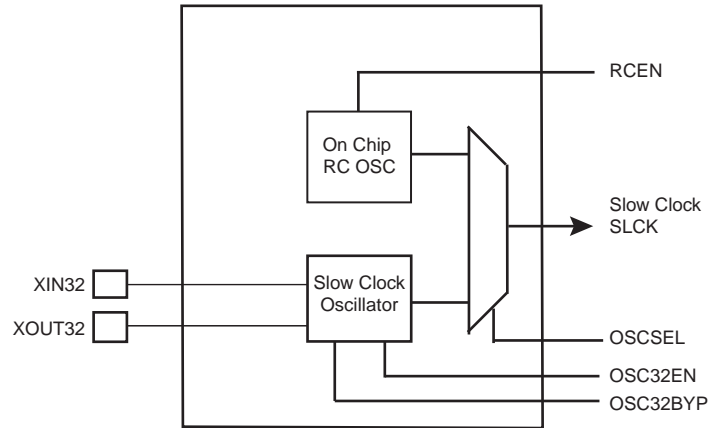 RCEN
On Chip
RC OSC
Slow Clock
SLCK
XIN32
Slow Clock
Oscillator
XOUT32
OSCSEL
OSC32EN
OSC32BYP